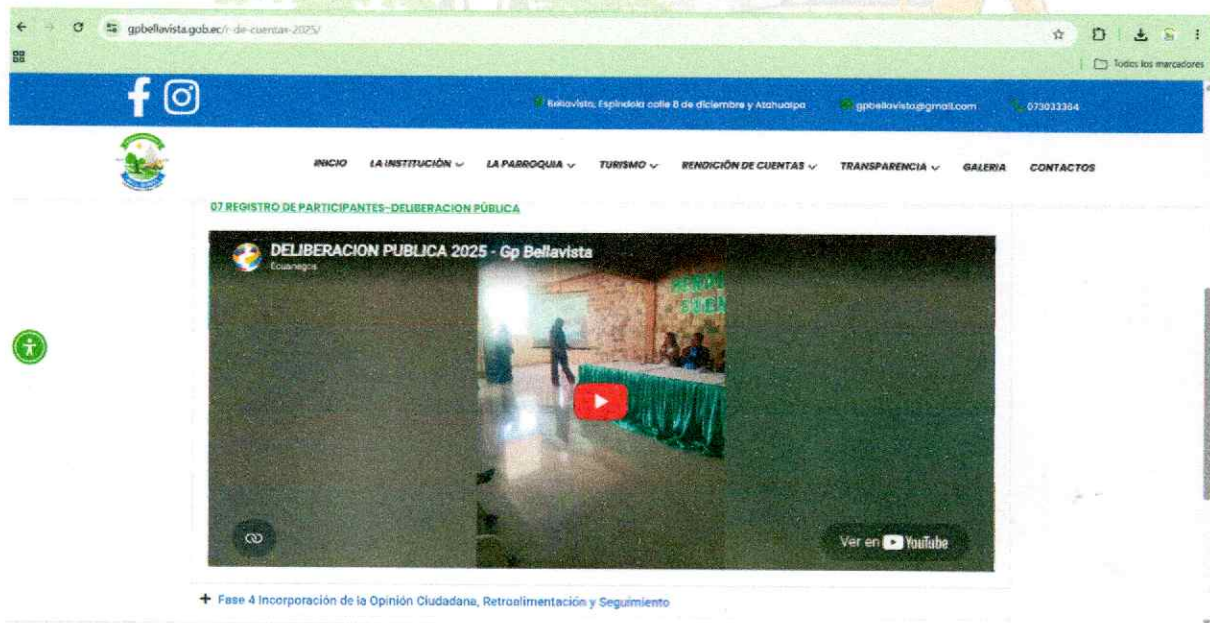 gpbellavista.gob.ec/r-de-cuentas-2025/
Todos los marcadores
Bellavista, Espíndola calle 8 de diciembre y Atahualpa
gpbellavista@gmail.com
073033364
INICIO
LA INSTITUCIÓN
LA PARROQUIA
TURISMO
RENDICIÓN DE CUENTAS
TRANSPARENCIA
GALERIA
CONTACTOS
07 REGISTRO DE PARTICIPANTES-DELIBERACION PÚBLICA
DELIBERACION PUBLICA 2025 - Gp Bellavista
Ecuanegos
Ver en YouTube
+ Fase 4 Incorporación de la Opinión Ciudadana, Retroalimentación y Seguimiento